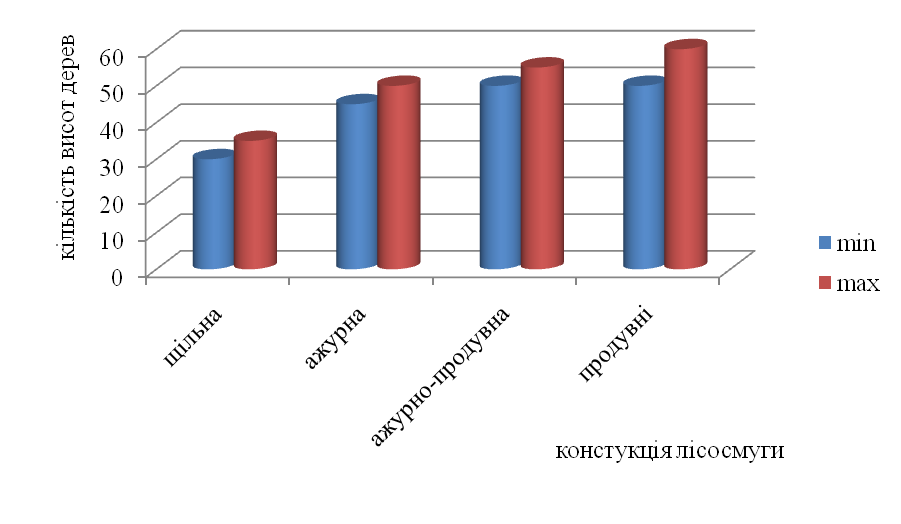 кількість висот дерев
60
50
40
30
20
10
0
щільна
ажурна
ажурно-продувна
продувні
min
max
констукція лісосмуги